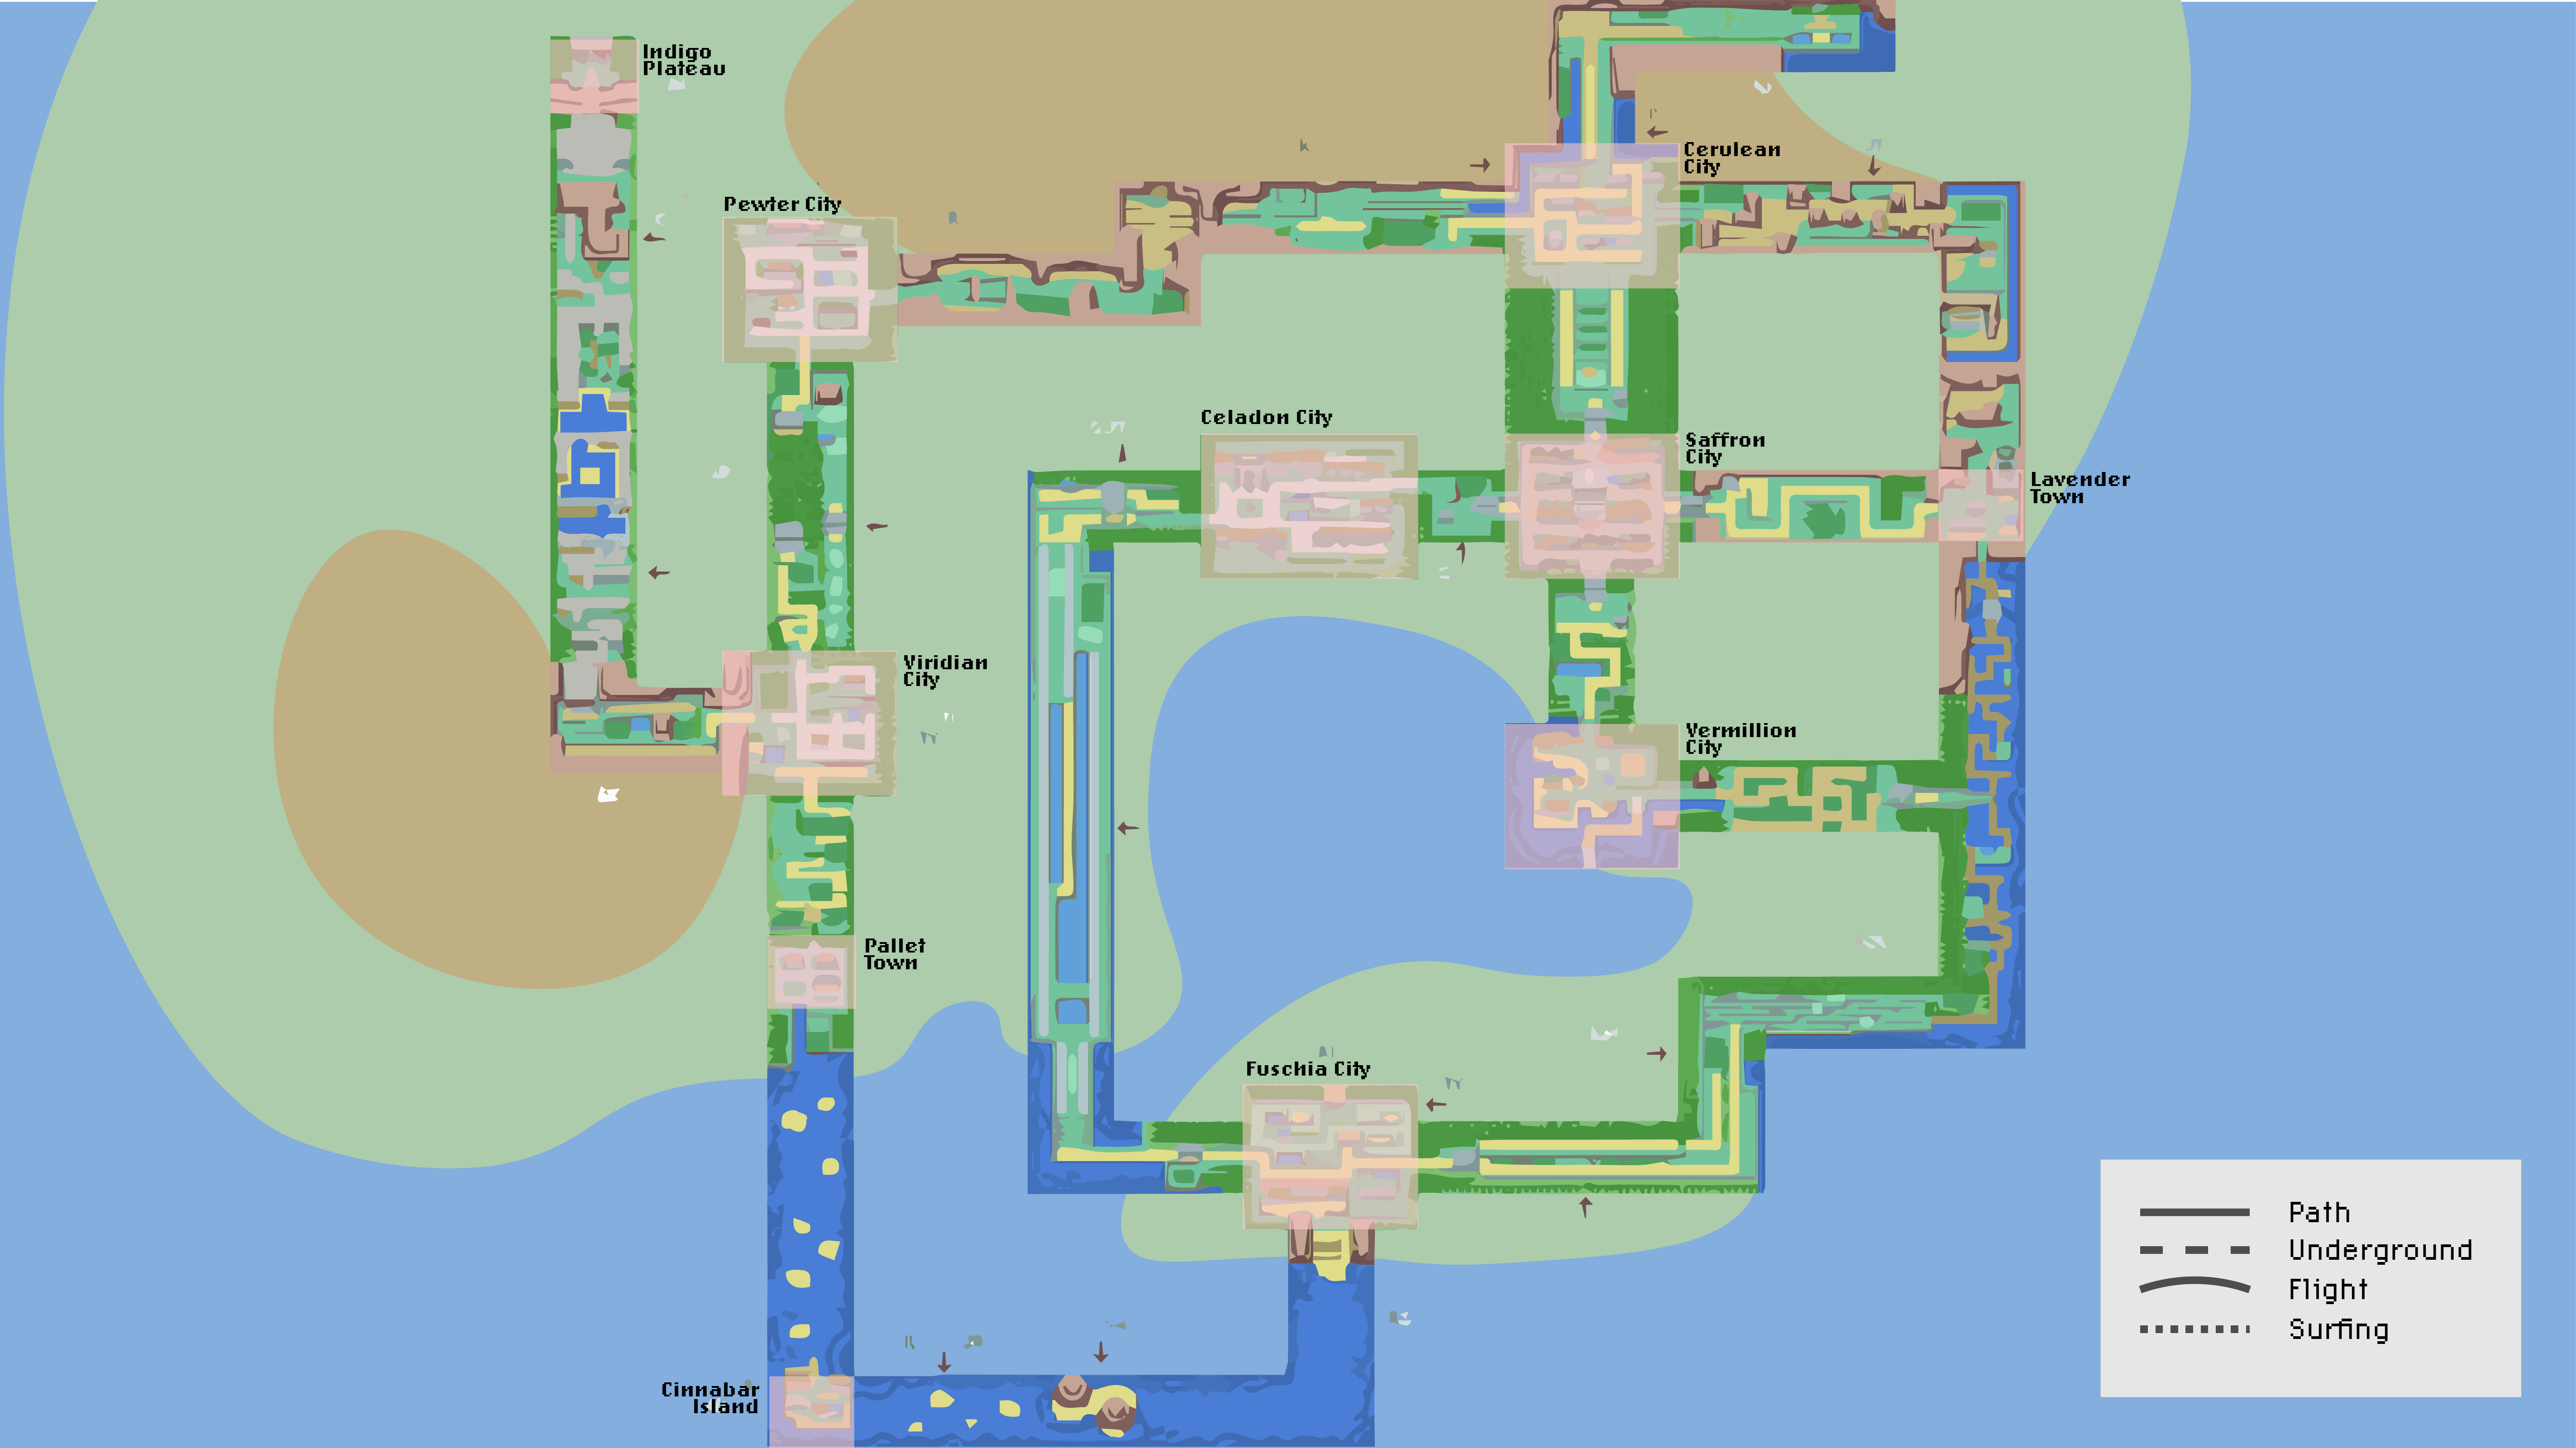 Indigo
Plateau
Cerulean
City
Pewter City
Celadon City
Saffron
City
Lavender
Town
Viridian
City
Vermillion
City
Pallet
Town
Fuschia City
Cinnabar
Island
Path
Underground
Flight
Surfing